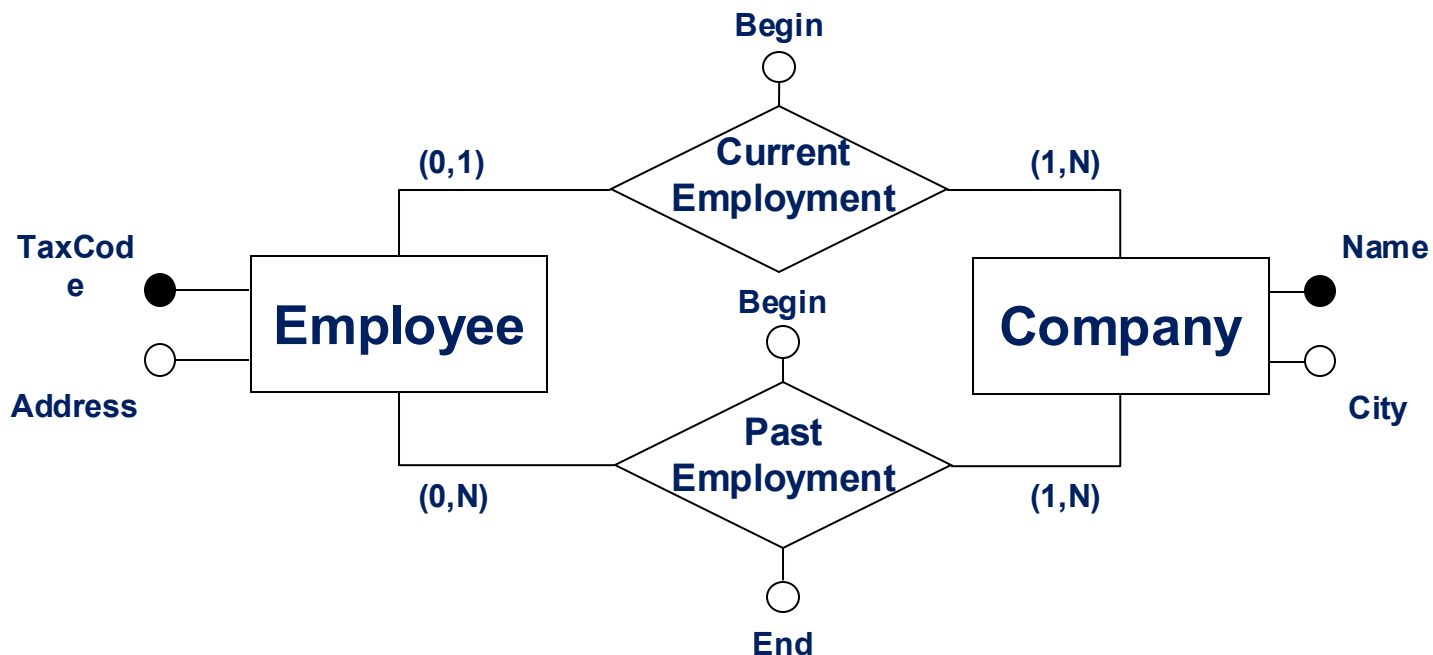 Begin
Current
Employment
(0,1)
(1,N)
TaxCod
e
Address
Employee
Company
Name
City
Begin
Past
Employment
(0,N)
(1,N)
End